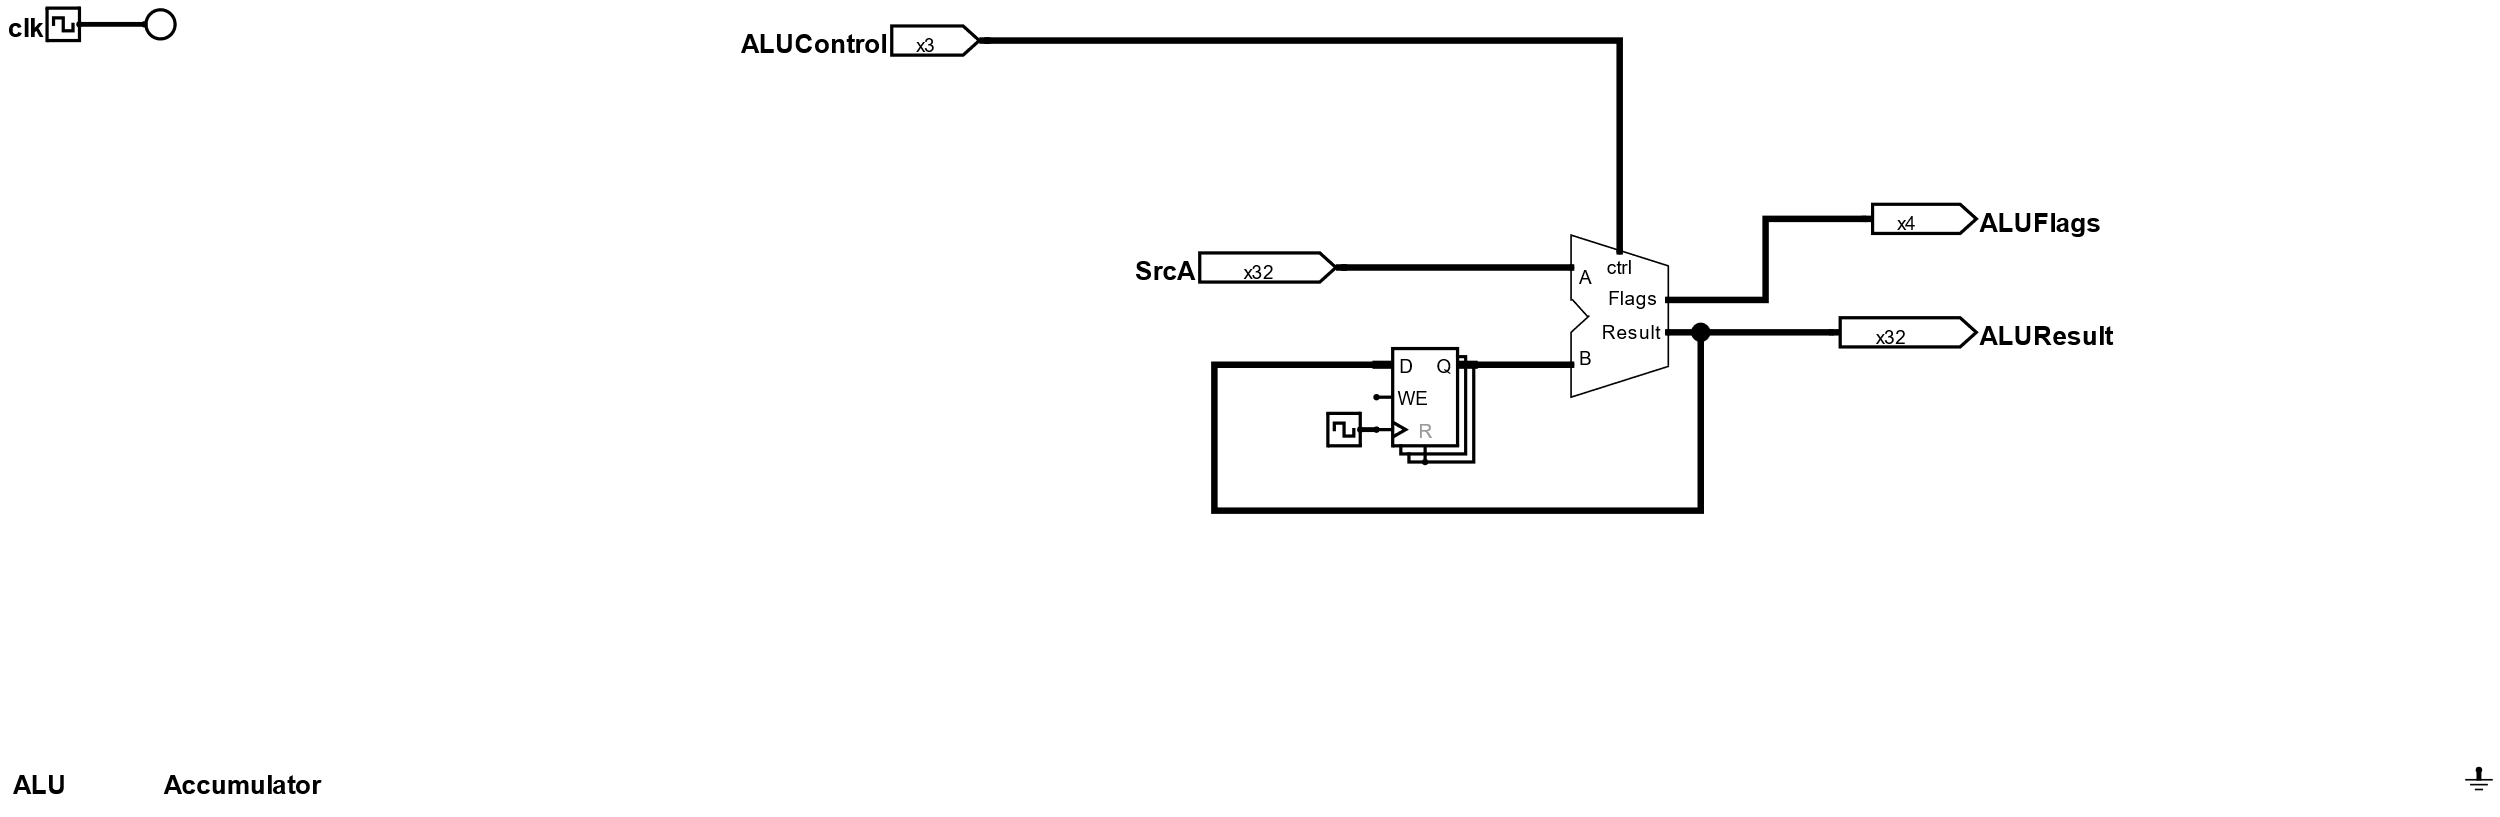 clk
ALUControl x3
x4 ALUFlags
SrcA x32
A ctrl
Flags
Result
x32 ALUResult
B
D Q
WE
R
ALU Accumulator